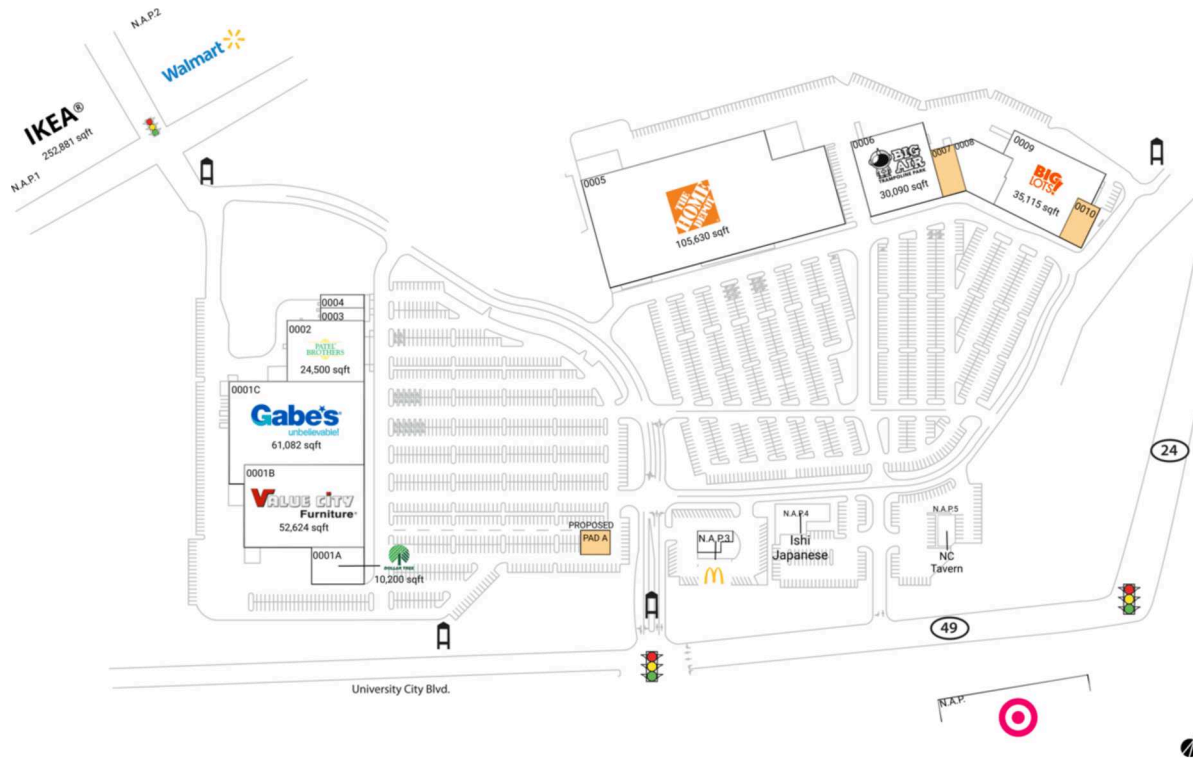 N.A.P.2
Walmart
IKEA®
252,881 sqft
N.A.P.1
0005
THE HOME DEPOT
105,630 sqft
0006
BIG AIR
TRAMPOLINE PARK
30,090 sqft
0007
0008
0009
BIG LOTS!
35,115 sqft
0010
0004
0003
0002
PATEL BROTHERS
24,500 sqft
0001C
Gabe's
unbelievable!
61,082 sqft
0001B
VALUE CITY
Furniture
52,624 sqft
0001A
DOLLAR TREE
10,200 sqft
PROPOSED
PAD A
N.A.P.3
N.A.P.4
Ishi
Japanese
N.A.P.5
NC
Tavern
24
49
University City Blvd.
N.A.P.